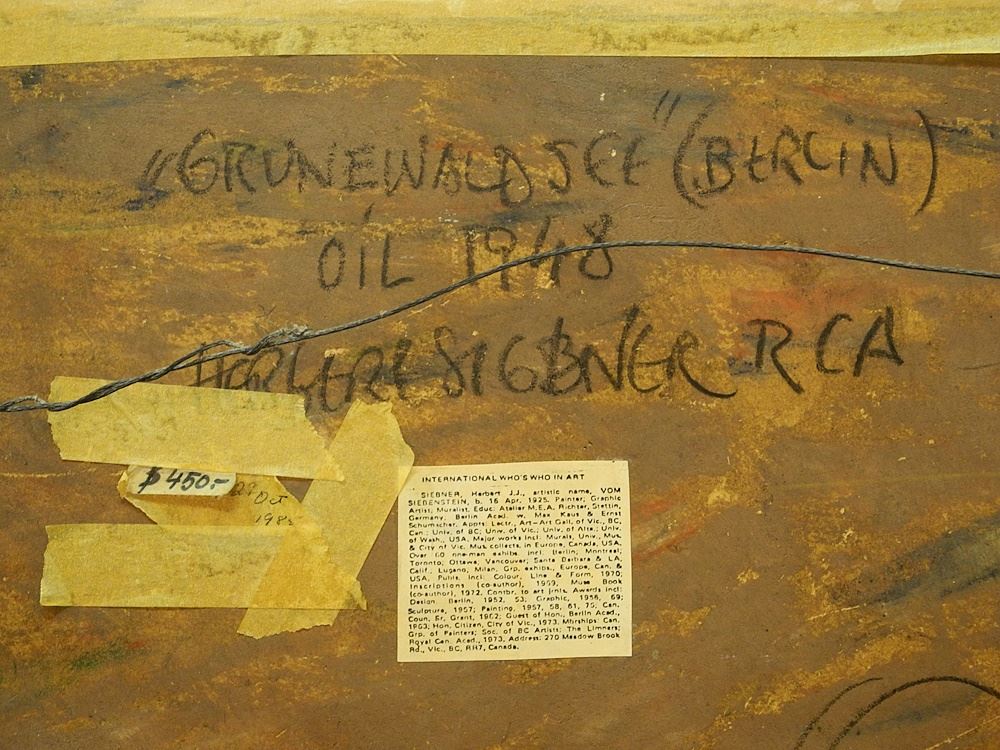 "GRUNEWALDSEE" (BERLIN)
OIL 1948
HERBERT SIEBNER RCA
$450.-
Oct
INTERNATIONAL WHO'S WHO IN ART
SIEBNER, Herbert J.J., artistic name, VOM
SIEBENSTEIN, b. 16 Apr. 1925. Painter; Graphic
Artist; Muralist. Educ: Atelier M.E.A. Richter, Stettin,
Germany; Berlin Acad. w. Max Kaus & Ernst
Schumacher. Appts: Lectr., Art-Art Gall. of Vic., BC,
Can.; Univ. of BC; Univ. of Vic.; Univ. of Alta; Univ.
of Wash., USA. Major works incl: Murals, Univ., Mus.
& City of Vic. Mus. collects. in Europe, Canada, USA.
Over 60 one-man exhibs. incl: Berlin; Montreal;
Toronto; Ottawa; Vancouver; Santa Barbara & LA,
Calif.; Lugano, Milan. Grp. exhibs., Europe, Can. &
USA. Publs. incl: Colour, Line & Form, 1970;
Inscriptions (co-author), 1969; Muse Book
(co-author), 1972. Contbr. to art jrnls. Awards incl:
Design Berlin, 1952, 53; Graphic, 1956, 69;
Sculpture, 1957; Painting, 1957, 58, 61, 75; Can.
Coun. Sr. Grant, 1962; Guest of Hon., Berlin Acad.,
1963; Hon. Citizen, City of Vic., 1973. Mbrships: Can.
Grp. of Painters; Soc. of BC Artists; The Limners;
Royal Can. Acad., 1973. Address: 270 Meadow Brook
Rd., Vic., BC, RR7, Canada.